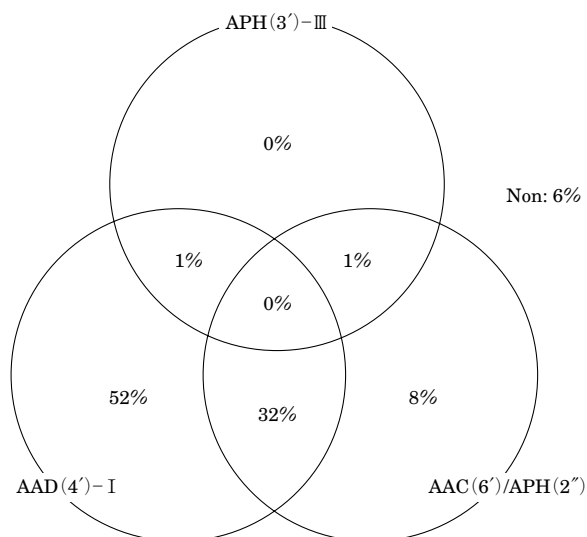 APH(3′)-Ⅲ
0%
Non: 6%
1%
1%
0%
52%
32%
8%
AAD(4′)-Ⅰ
AAC(6′)/APH(2″)